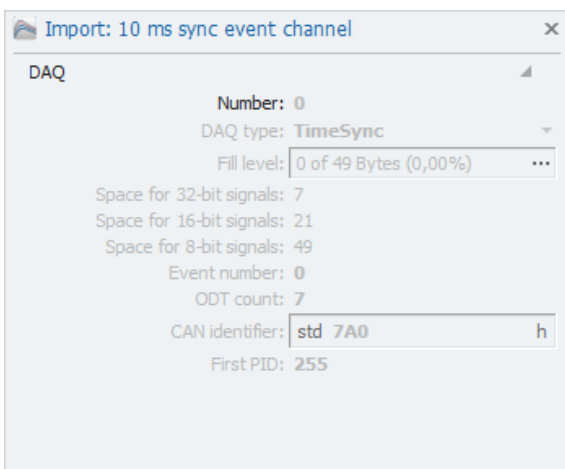 Import: 10 ms sync event channel
DAQ
Number: 0
DAQ type: TimeSync
Fill level: 0 of 49 Bytes (0,00%) ...
Space for 32-bit signals: 7
Space for 16-bit signals: 21
Space for 8-bit signals: 49
Event number: 0
ODT count: 7
CAN identifier: std 7A0 h
First PID: 255